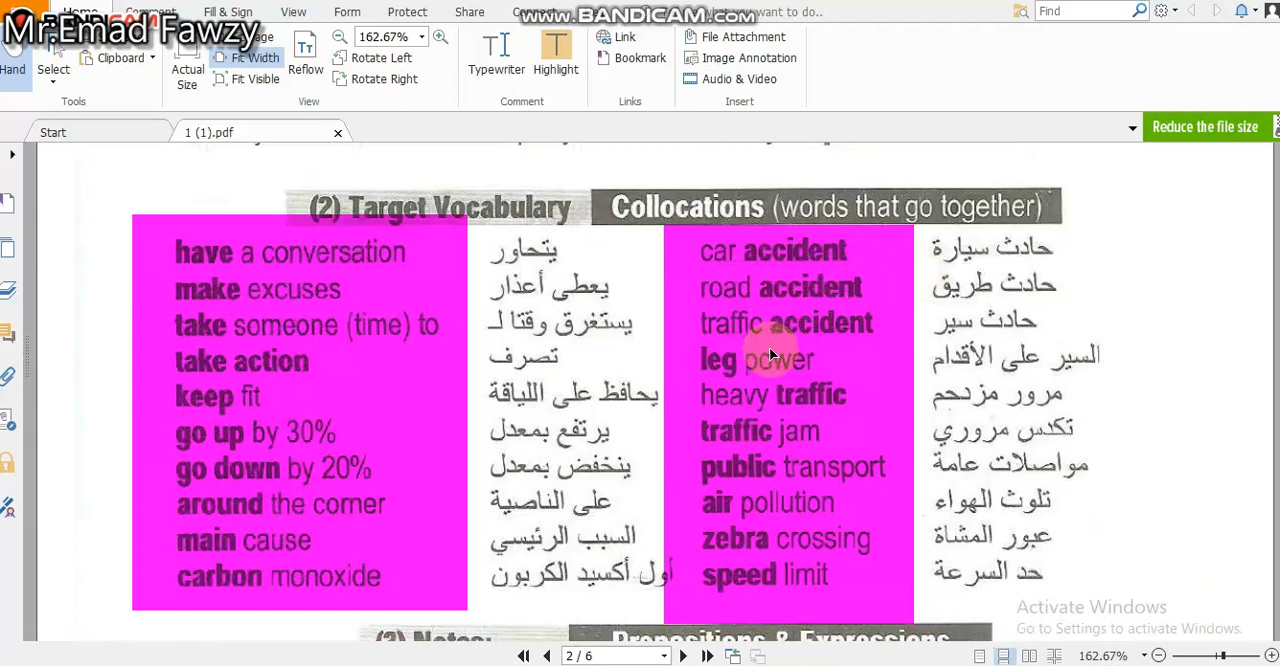 WWW.BANDICAM.COM
Mr.Emad Fawzy
Home Comment Fill & Sign View Form Protect Share Connect what you want to do.. Find
Hand
Select
Clipboard
Actual Size
Fit Width
Fit Visible
Reflow
162.67%
Rotate Left
Rotate Right
Typewriter
Highlight
Link
Bookmark
File Attachment
Image Annotation
Audio & Video
Tools View Comment Links Insert
Start 1 (1).pdf Reduce the file size
(2) Target Vocabulary Collocations (words that go together)
have a conversation يتحاور car accident حادث سيارة
make excuses يعطى أعذار road accident حادث طريق
take someone (time) to يستغرق وقتا لـ traffic accident حادث سير
take action تصرف leg power السير على الأقدام
keep fit يحافظ على اللياقة heavy traffic مرور مزدحم
go up by 30% يرتفع بمعدل traffic jam تكدس مروري
go down by 20% ينخفض بمعدل public transport مواصلات عامة
around the corner على الناصية air pollution تلوث الهواء
main cause السبب الرئيسي zebra crossing عبور المشاة
carbon monoxide أول أكسيد الكربون speed limit حد السرعة
Activate Windows
Go to Settings to activate Windows.
(3) Notes: Prepositions & Expressions
2 / 6 162.67%